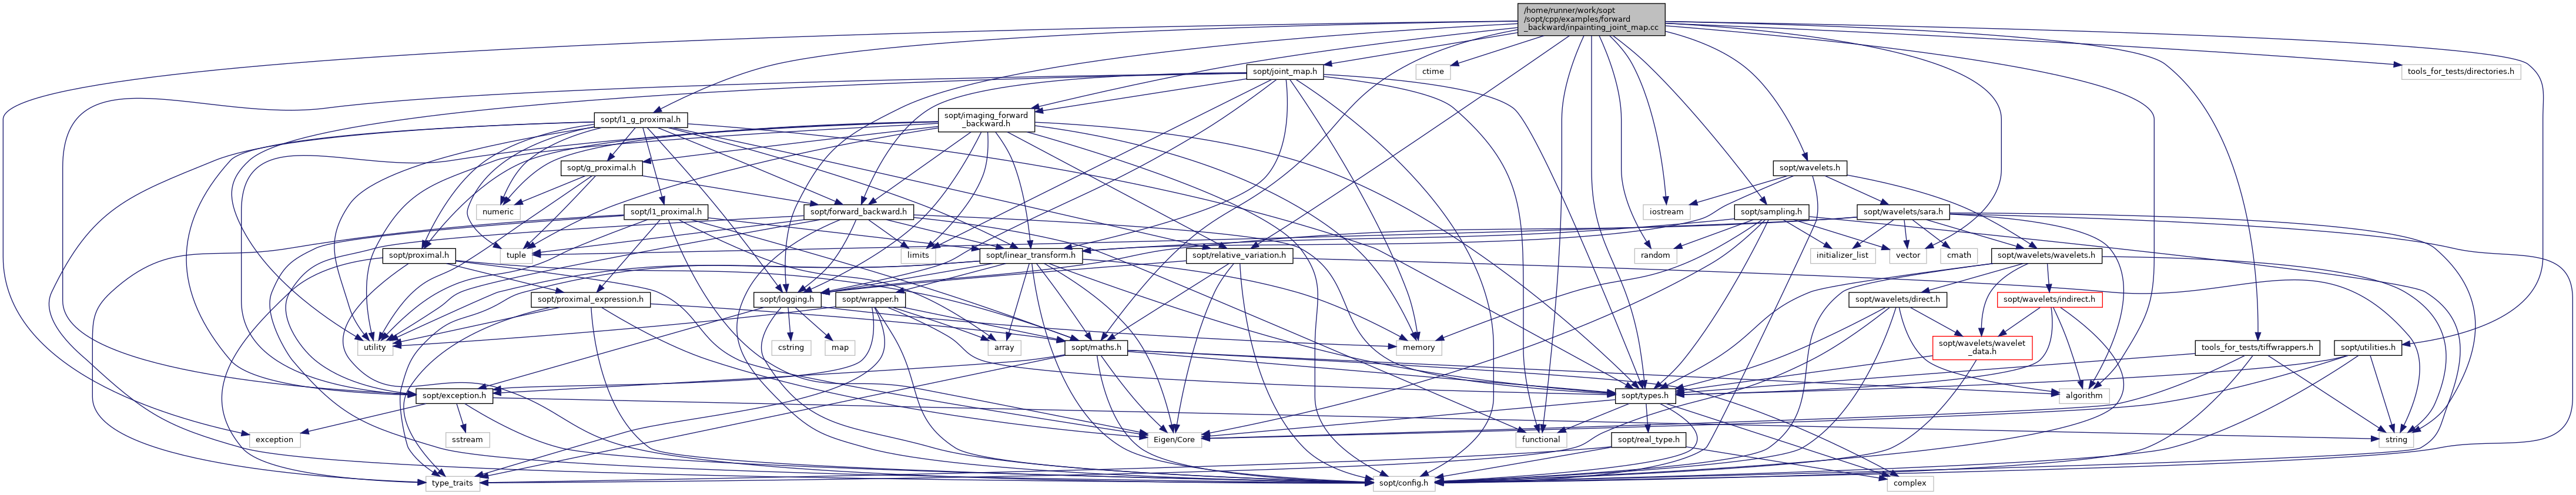 /home/runner/work/sopt
/sopt/cpp/examples/forward
_backward/inpainting_joint_map.cc
sopt/joint_map.h
ctime
tools_for_tests/directories.h
sopt/l1_g_proximal.h
sopt/imaging_forward
_backward.h
sopt/g_proximal.h
sopt/wavelets.h
numeric
sopt/l1_proximal.h
sopt/forward_backward.h
iostream
sopt/sampling.h
sopt/wavelets/sara.h
sopt/proximal.h
tuple
limits
sopt/linear_transform.h
sopt/relative_variation.h
random
initializer_list
vector
cmath
sopt/wavelets/wavelets.h
sopt/proximal_expression.h
sopt/logging.h
sopt/wrapper.h
sopt/wavelets/direct.h
sopt/wavelets/indirect.h
utility
cstring
map
array
sopt/maths.h
memory
sopt/wavelets/wavelet
_data.h
tools_for_tests/tiffwrappers.h
sopt/utilities.h
sopt/exception.h
sopt/types.h
algorithm
exception
sstream
Eigen/Core
functional
sopt/real_type.h
string
type_traits
sopt/config.h
complex